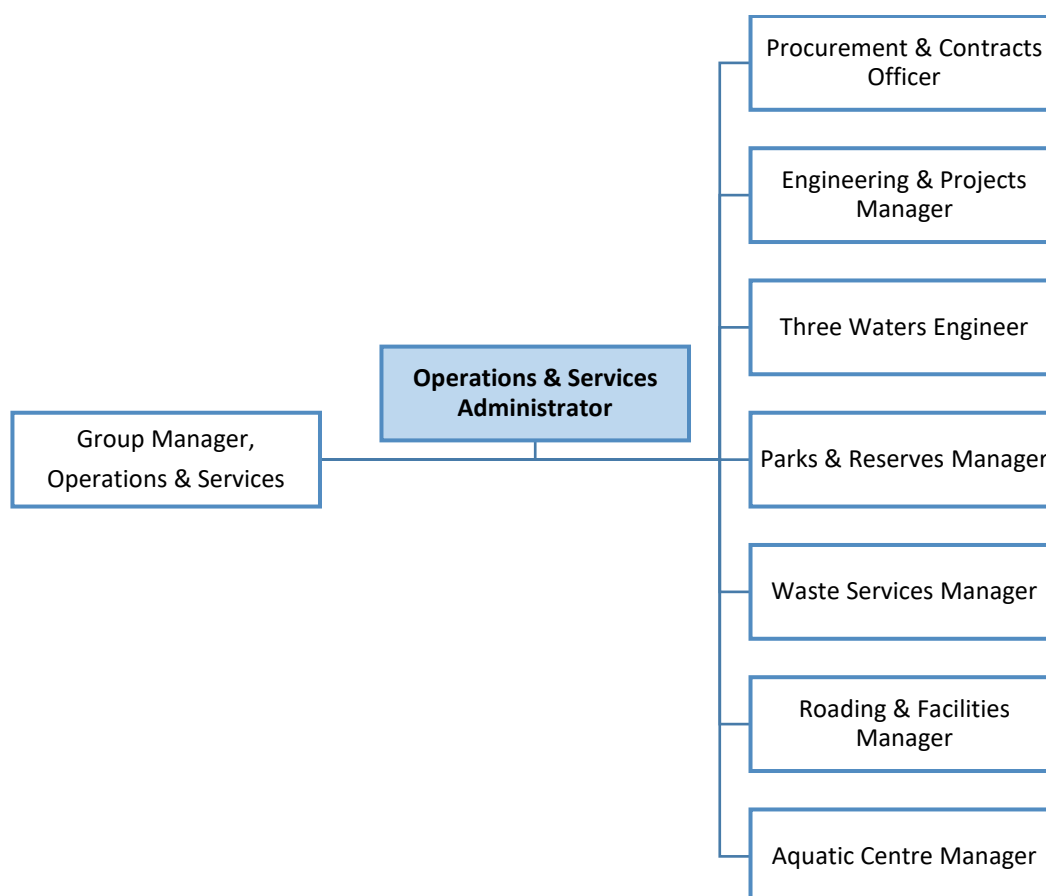 Procurement & Contracts
Officer
Engineering & Projects
Manager
Three Waters Engineer
Operations & Services
Administrator
Group Manager,
Operations & Services
Parks & Reserves Manager
Waste Services Manager
Roading & Facilities
Manager
Aquatic Centre Manager